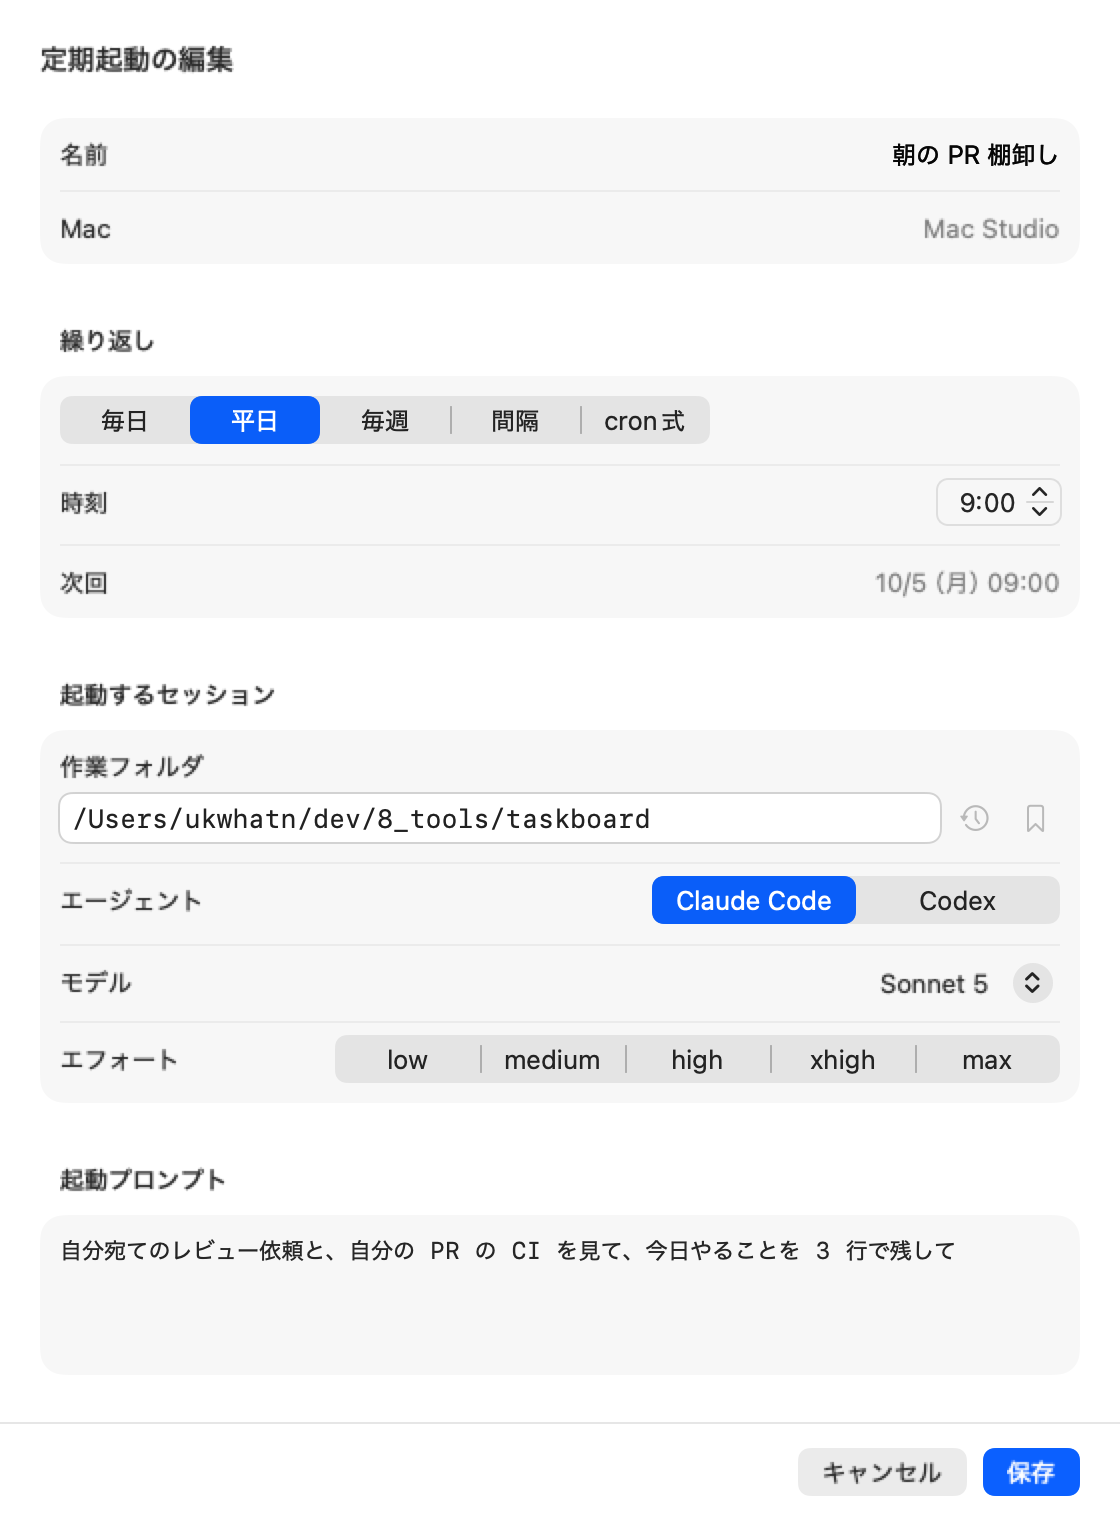 定期起動の編集
名前 朝の PR 棚卸し
Mac Mac Studio
繰り返し
毎日 平日 毎週 間隔 cron 式
時刻 9:00
次回 10/5 (月) 09:00
起動するセッション
作業フォルダ
/Users/ukwhatn/dev/8_tools/taskboard
エージェント Claude Code Codex
モデル Sonnet 5
エフォート low medium high xhigh max
起動プロンプト
自分宛てのレビュー依頼と、自分の PR の CI を見て、今日やることを 3 行で残して
キャンセル 保存